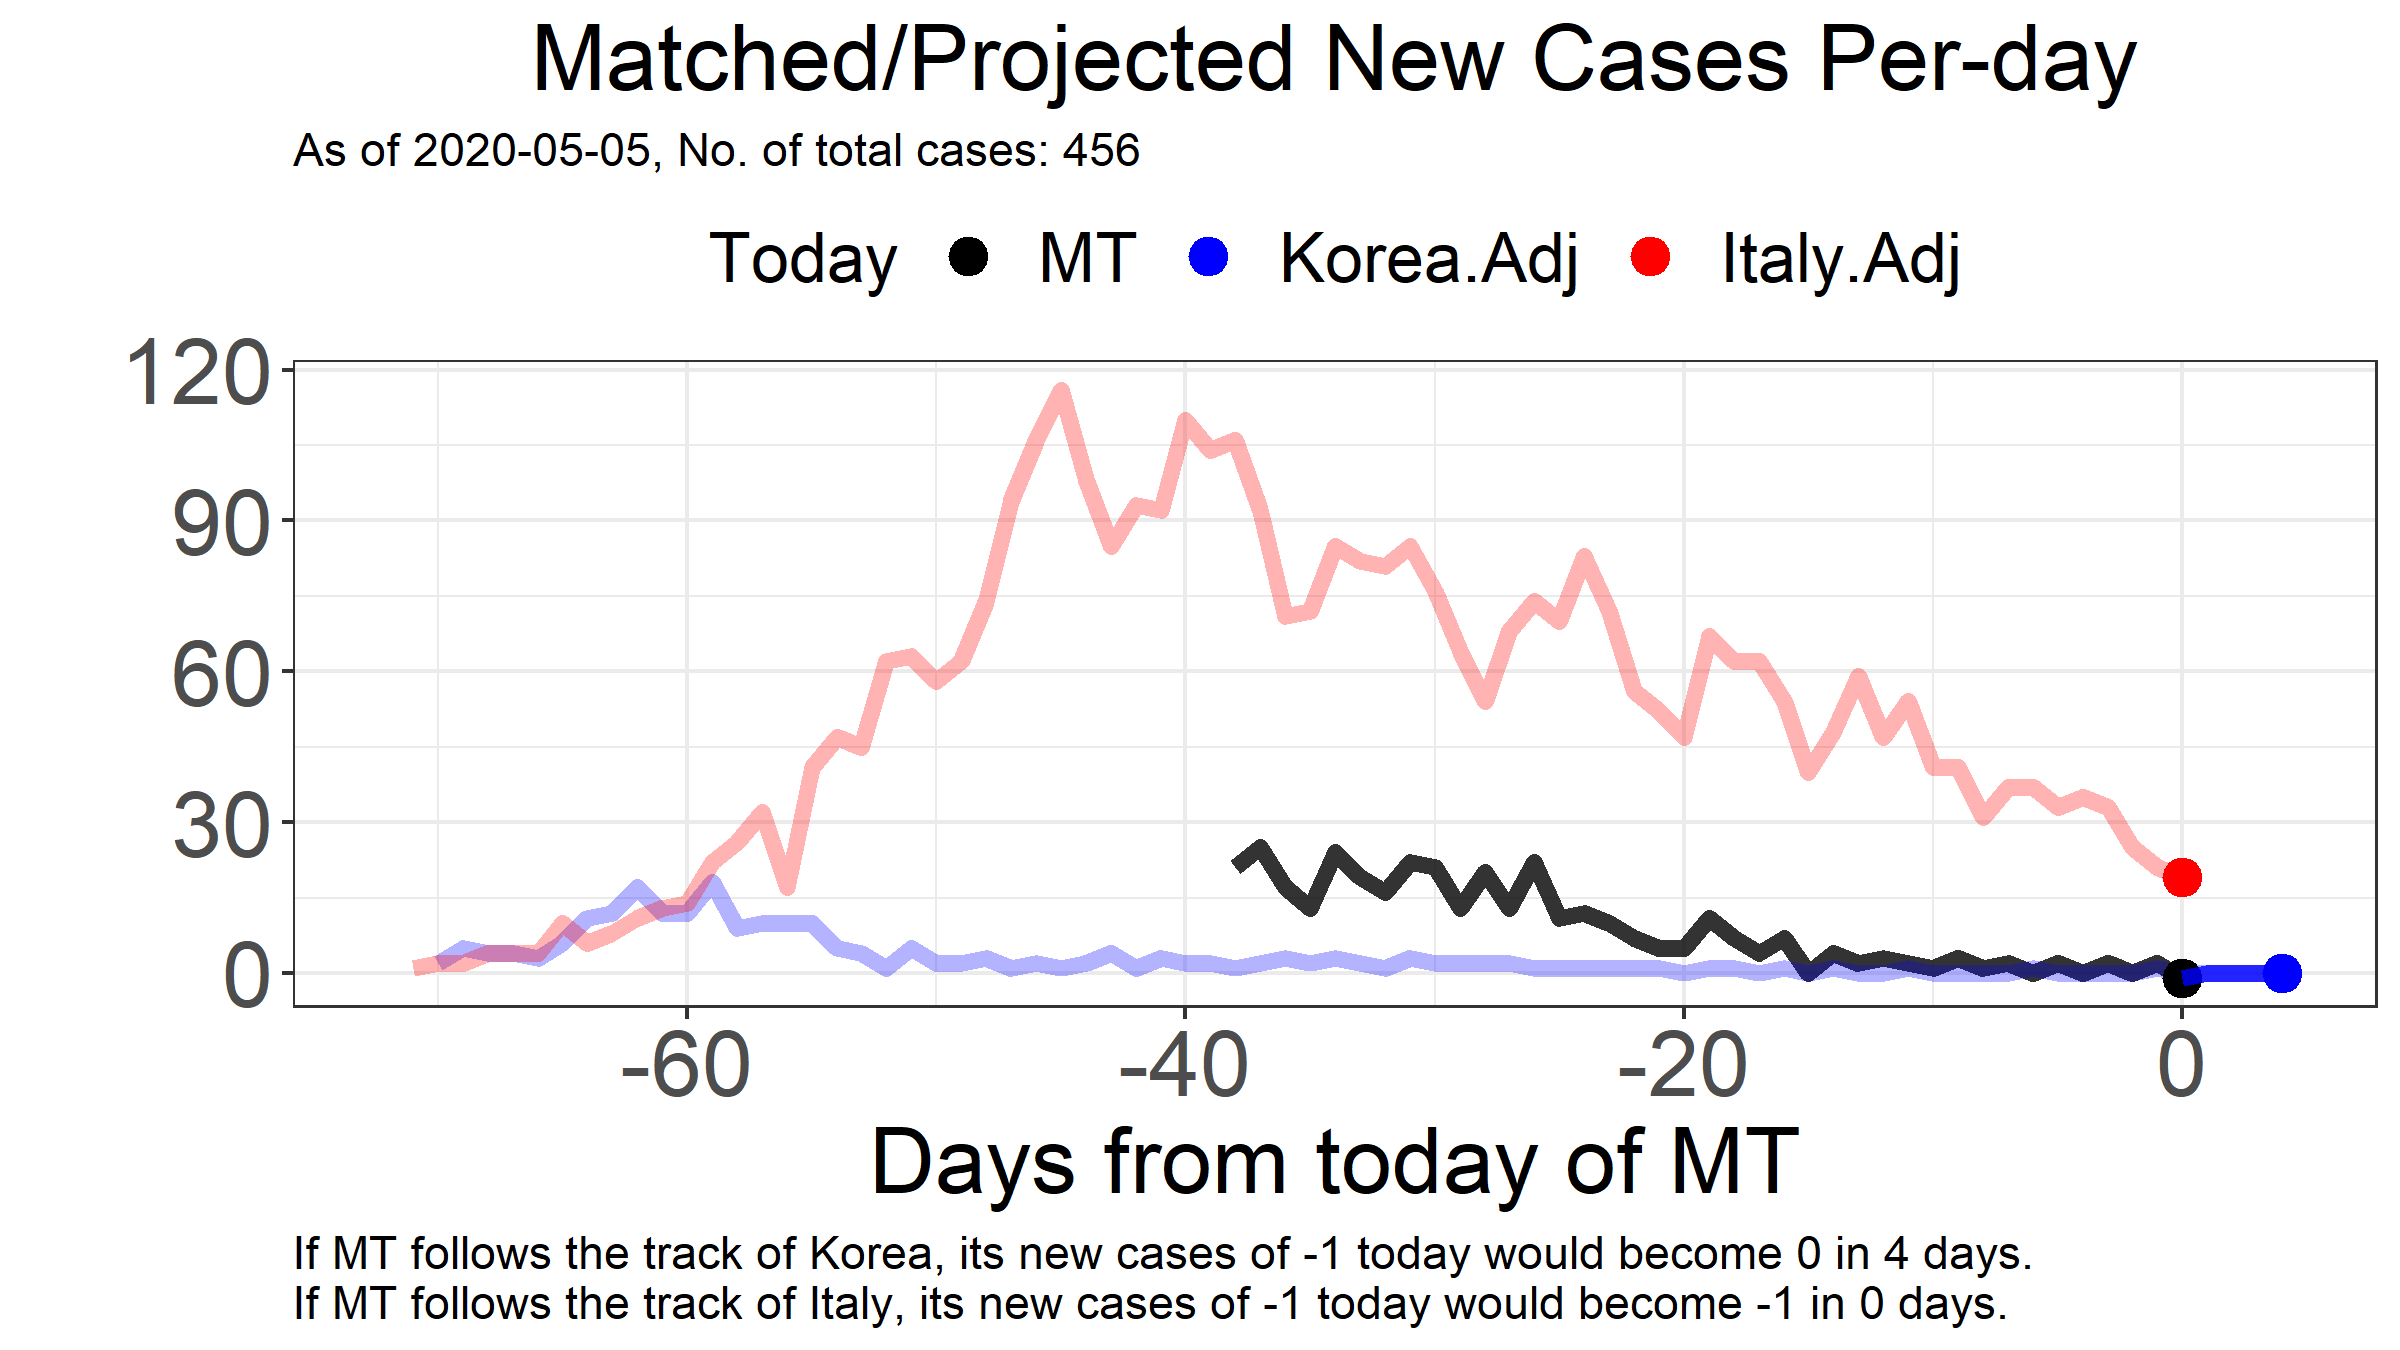 Matched/Projected New Cases Per-day
As of 2020-05-05, No. of total cases: 456
Today MT Korea.Adj Italy.Adj
120
90
60
30
0
-60 -40 -20 0
Days from today of MT
If MT follows the track of Korea, its new cases of -1 today would become 0 in 4 days.
If MT follows the track of Italy, its new cases of -1 today would become -1 in 0 days.